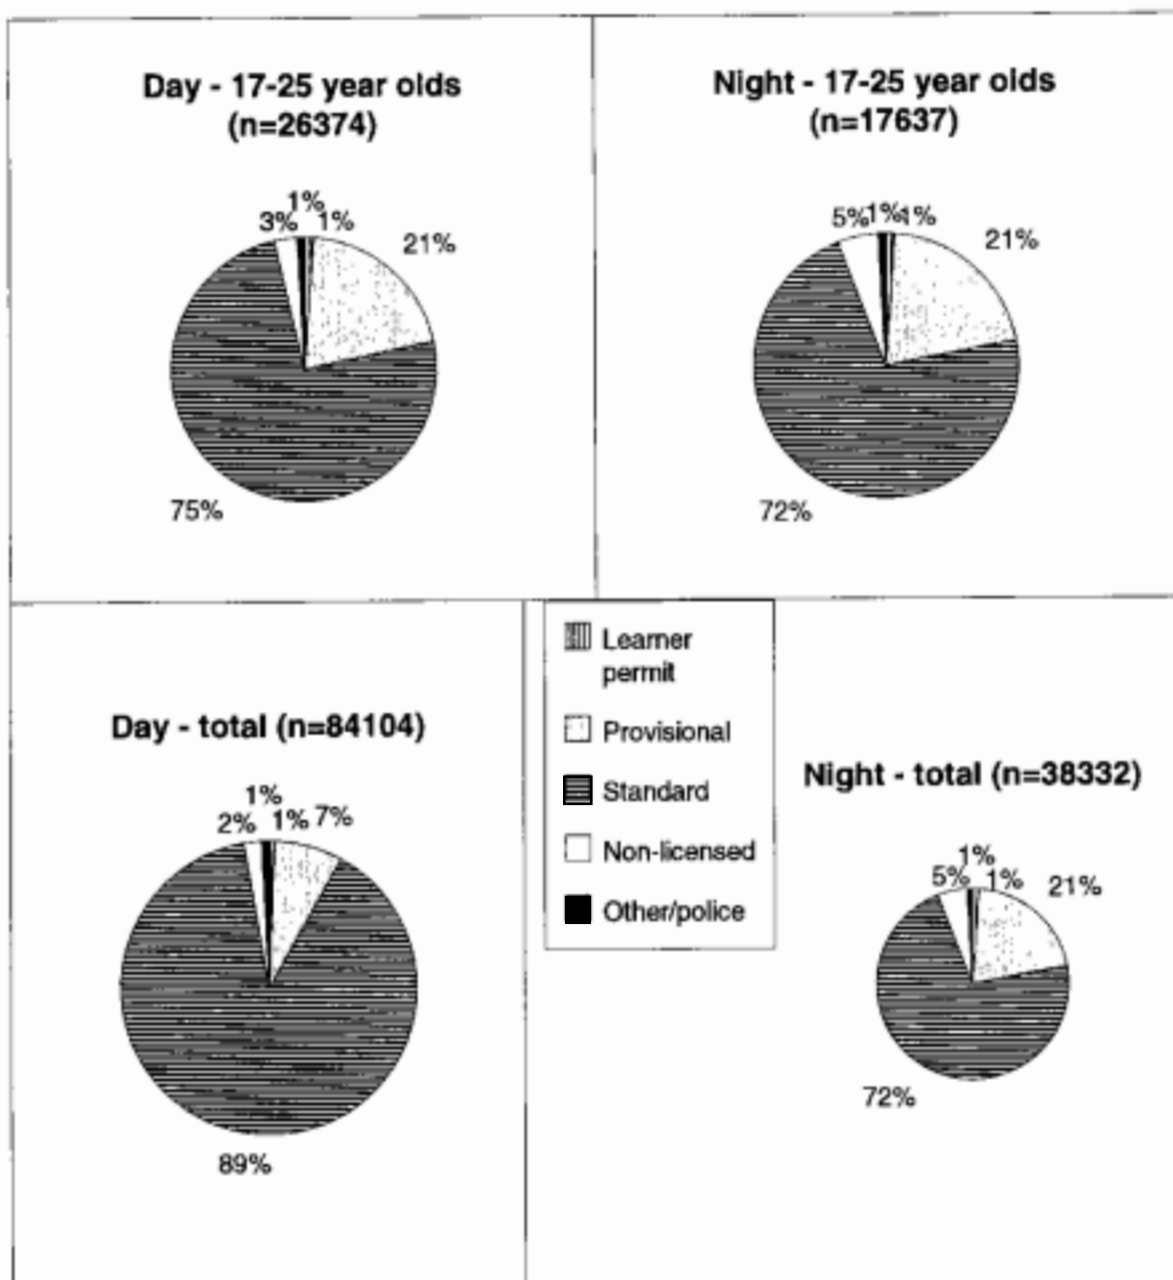 Day - 17-25 year olds
(n=26374)
1%
3% 1%
21%
75%
Night - 17-25 year olds
(n=17637)
5% 1% 1%
21%
72%
Day - total (n=84104)
1%
2% 1% 7%
89%
Learner
permit
Provisional
Standard
Non-licensed
Other/police
Night - total (n=38332)
1%
5% 1% 21%
72%